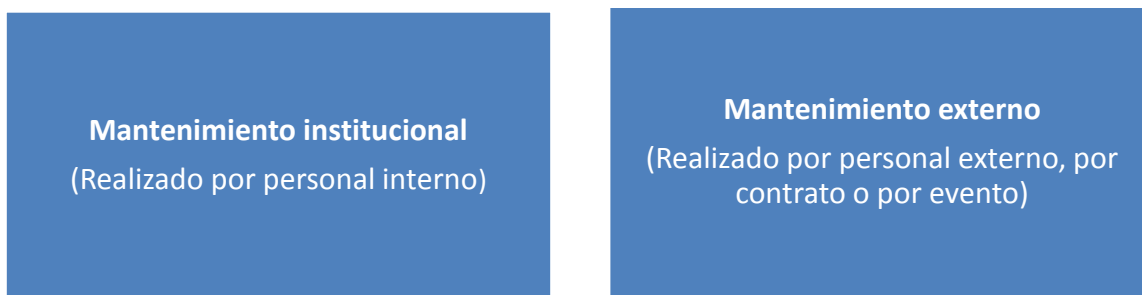 Mantenimiento institucional
(Realizado por personal interno)
Mantenimiento externo
(Realizado por personal externo, por
contrato o por evento)